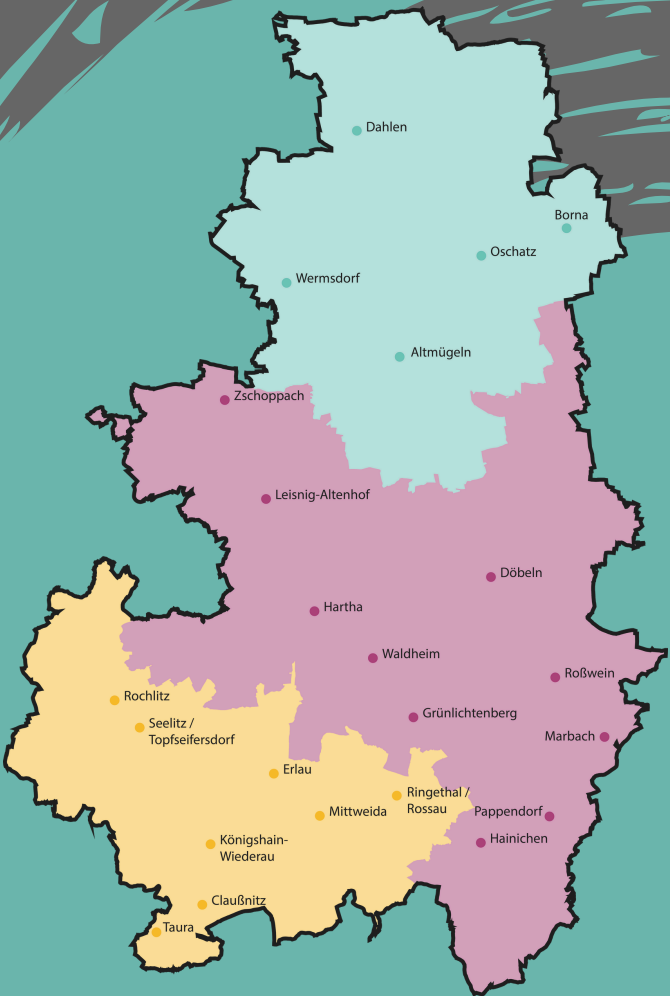 Dahlen
Borna
Oschatz
Wermsdorf
Altmügeln
Zschoppach
Leisnig-Altenhof
Döbeln
Hartha
Waldheim
Roßwein
Rochlitz
Grünlichtenberg
Seelitz /
Topfseifersdorf
Marbach
Erlau
Ringethal /
Rossau
Mittweida
Pappendorf
Hainichen
Königshain-
Wiederau
Claußnitz
Taura